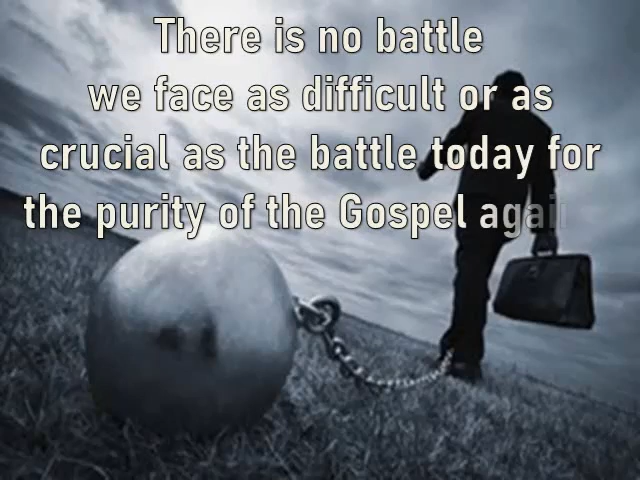 There is no battle
we face as difficult or as
crucial as the battle today for
the purity of the Gospel agai